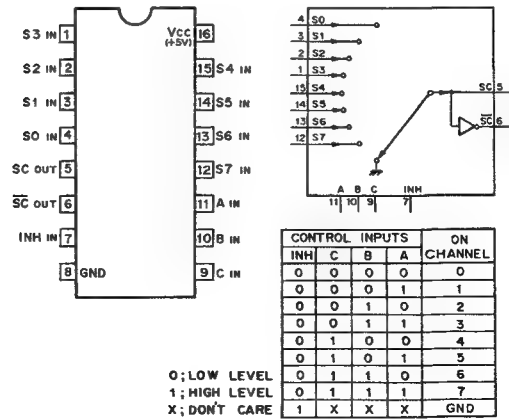 S3 IN 1
S2 IN 2
S1 IN 3
S0 IN 4
SC OUT 5
S̅C̅ OUT 6
INH IN 7
8 GND
Vcc 16
(+5V)
15 S4 IN
14 S5 IN
13 S6 IN
12 S7 IN
11 A IN
10 B IN
9 C IN
4 S0
3 S1
2 S2
1 S3
15 S4
14 S5
13 S6
12 S7
SC 5
S̅C̅ 6
A B C INH
11 10 9 7
CONTROL INPUTS ON CHANNEL
INH C B A
0 0 0 0 0
0 0 0 1 1
0 0 1 0 2
0 0 1 1 3
0 1 0 0 4
0 1 0 1 5
0 1 1 0 6
0 1 1 1 7
1 X X X GND
0; LOW LEVEL
1; HIGH LEVEL
X; DON'T CARE